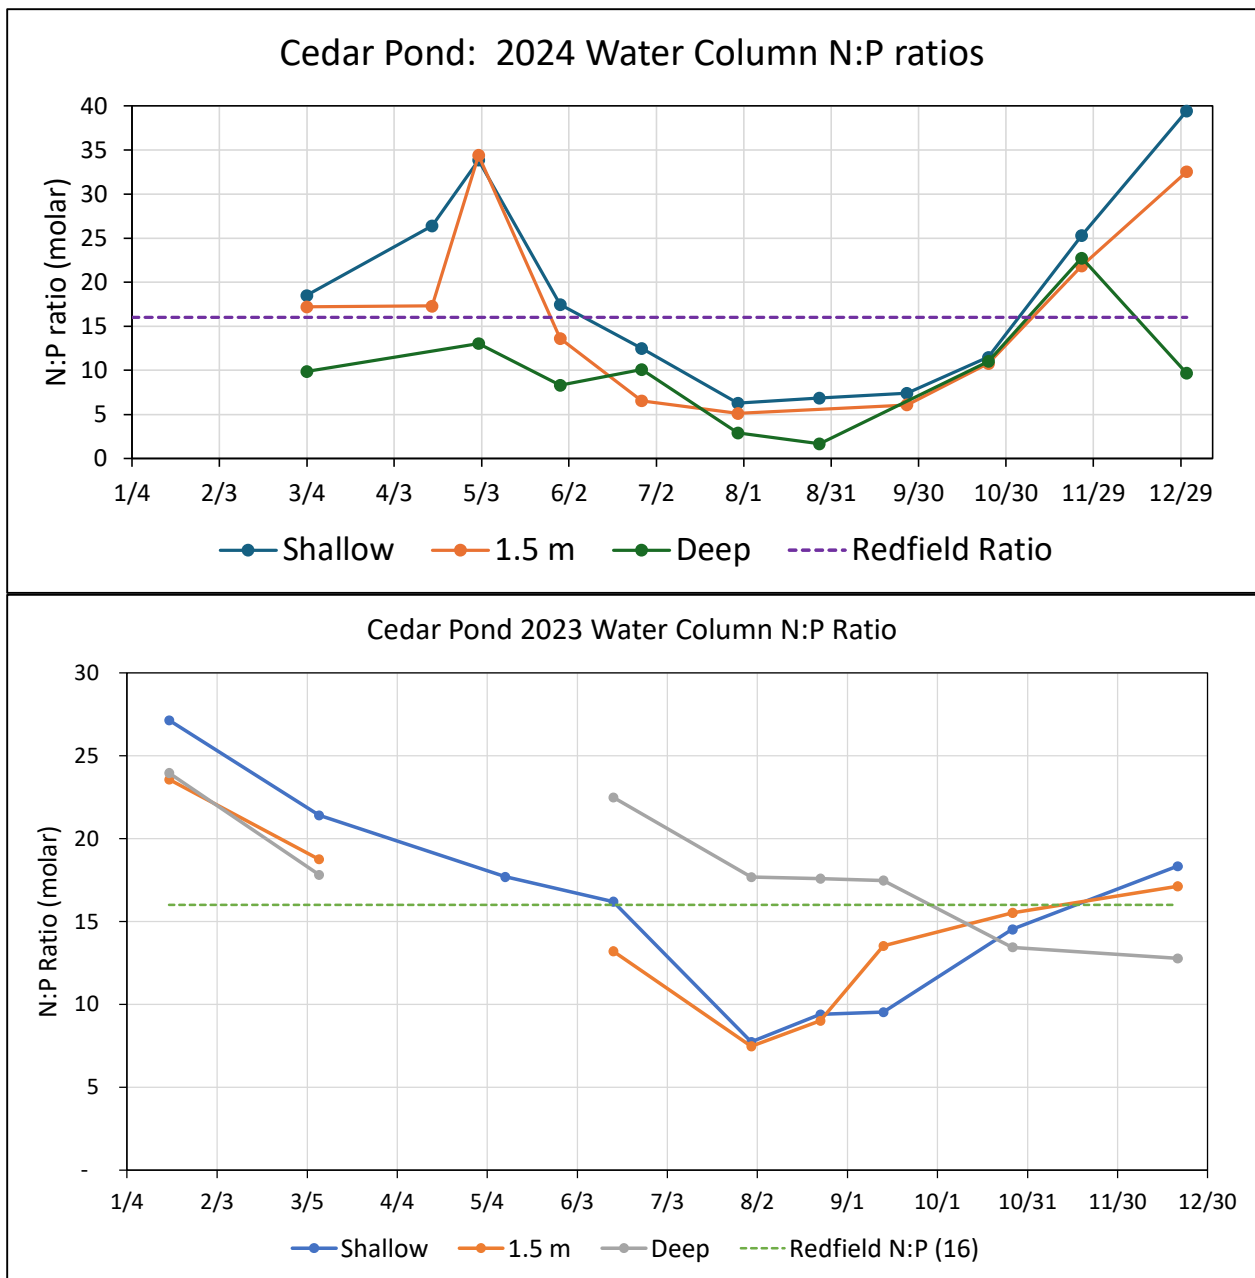 Cedar Pond:  2024 Water Column N:P ratios
N:P ratio (molar)
40
35
30
25
20
15
10
5
0
1/4 2/3 3/4 4/3 5/3 6/2 7/2 8/1 8/31 9/30 10/30 11/29 12/29
Shallow 1.5 m Deep Redfield Ratio
Cedar Pond 2023 Water Column N:P Ratio
N:P Ratio (molar)
30
25
20
15
10
5
-
1/4 2/3 3/5 4/4 5/4 6/3 7/3 8/2 9/1 10/1 10/31 11/30 12/30
Shallow 1.5 m Deep Redfield N:P (16)